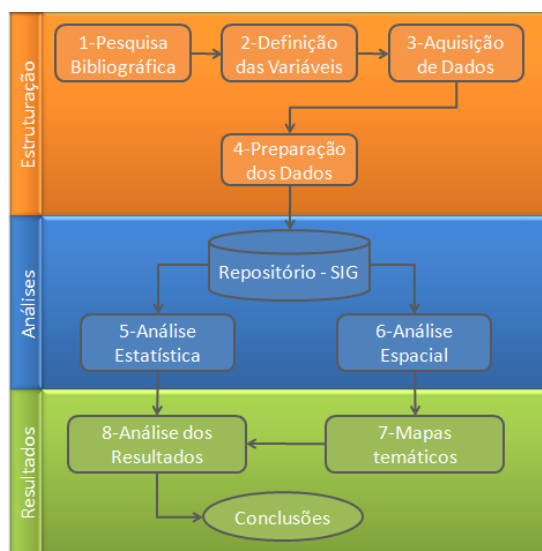 Estruturação
1-Pesquisa
Bibliográfica
2-Definição
das Variáveis
3-Aquisição
de Dados
4-Preparação
dos Dados
Análises
Repositório - SIG
5-Análise
Estatística
6-Análise
Espacial
Resultados
8-Análise dos
Resultados
7-Mapas
temáticos
Conclusões